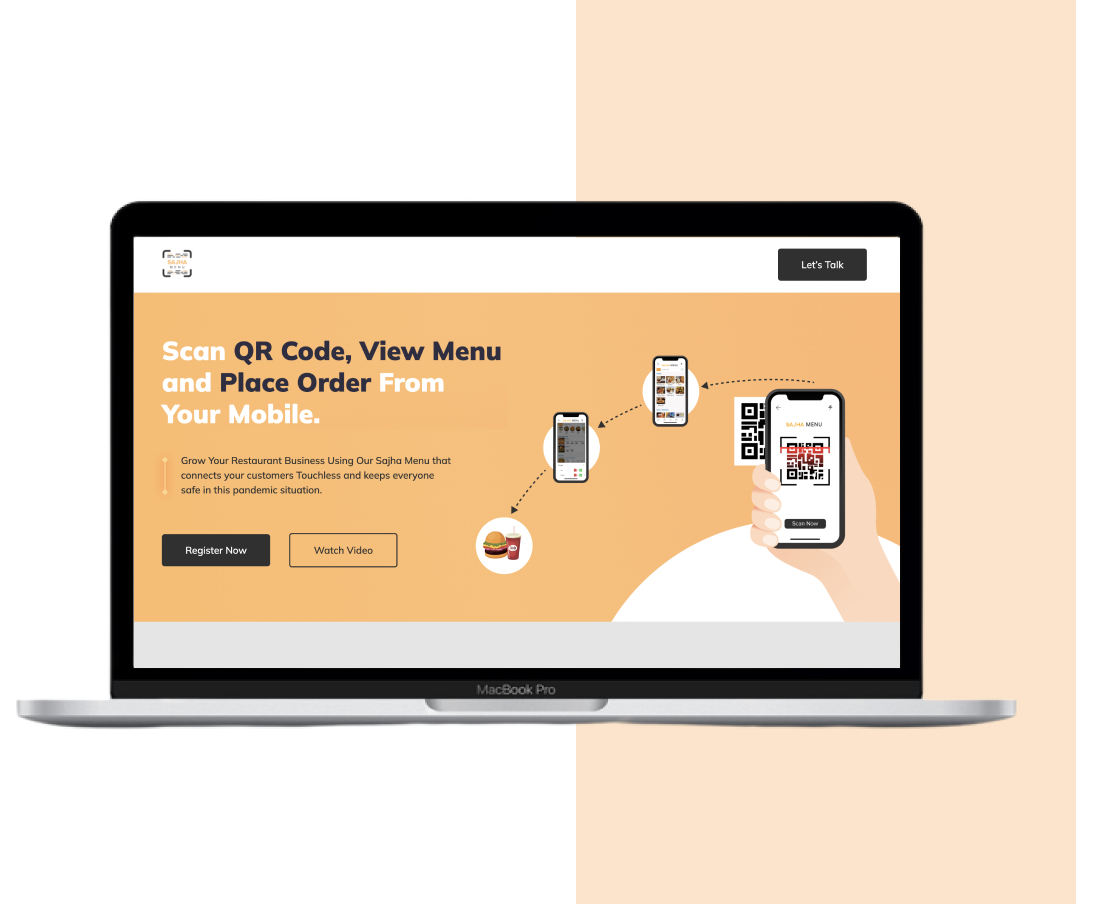 SAJHA
MENU
Let's Talk
Scan QR Code, View Menu
and Place Order From
Your Mobile.
Grow Your Restaurant Business Using Our Sajha Menu that
connects your customers Touchless and keeps everyone
safe in this pandemic situation.
Register Now
Watch Video
SAJHA MENU
Scan Now
MacBook Pro